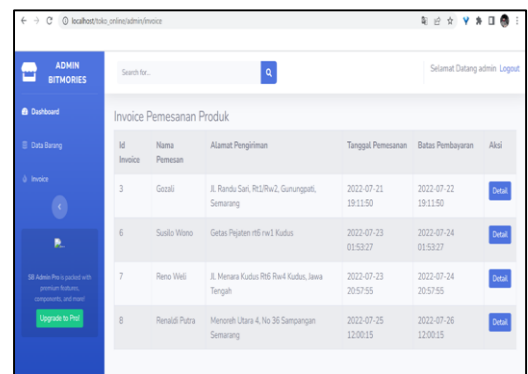 localhost/toko_online/admin/invoice
ADMIN
BITMORIES
Search for...
Selamat Datang admin Logout
Dashboard
Data Barang
Invoice
SB Admin Pro is packed with
premium features,
components, and more!
Upgrade to Pro!
Invoice Pemesanan Produk
Id Invoice Nama Pemesan Alamat Pengiriman Tanggal Pemesanan Batas Pembayaran Aksi
3 Gozali Jl. Randu Sari, Rt1/Rw2, Gunungpati, 2022-07-21 2022-07-22 Detail
Semarang 19:11:50 19:11:50
6 Susilo Wono Getas Pejaten rt6 rw1 Kudus 2022-07-23 2022-07-24 Detail
01:53:27 01:53:27
7 Reno Weli Jl. Menara Kudus Rt6 Rw4 Kudus, Jawa 2022-07-23 2022-07-24 Detail
Tengah 20:57:55 20:57:55
8 Renaldi Putra Menoreh Utara 4, No 36 Sampangan 2022-07-25 2022-07-26 Detail
Semarang 12:00:15 12:00:15